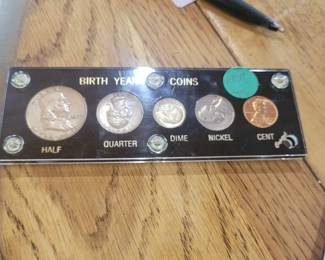 BIRTH YEAR COINS
HALF
QUARTER
DIME
NICKEL
CENT